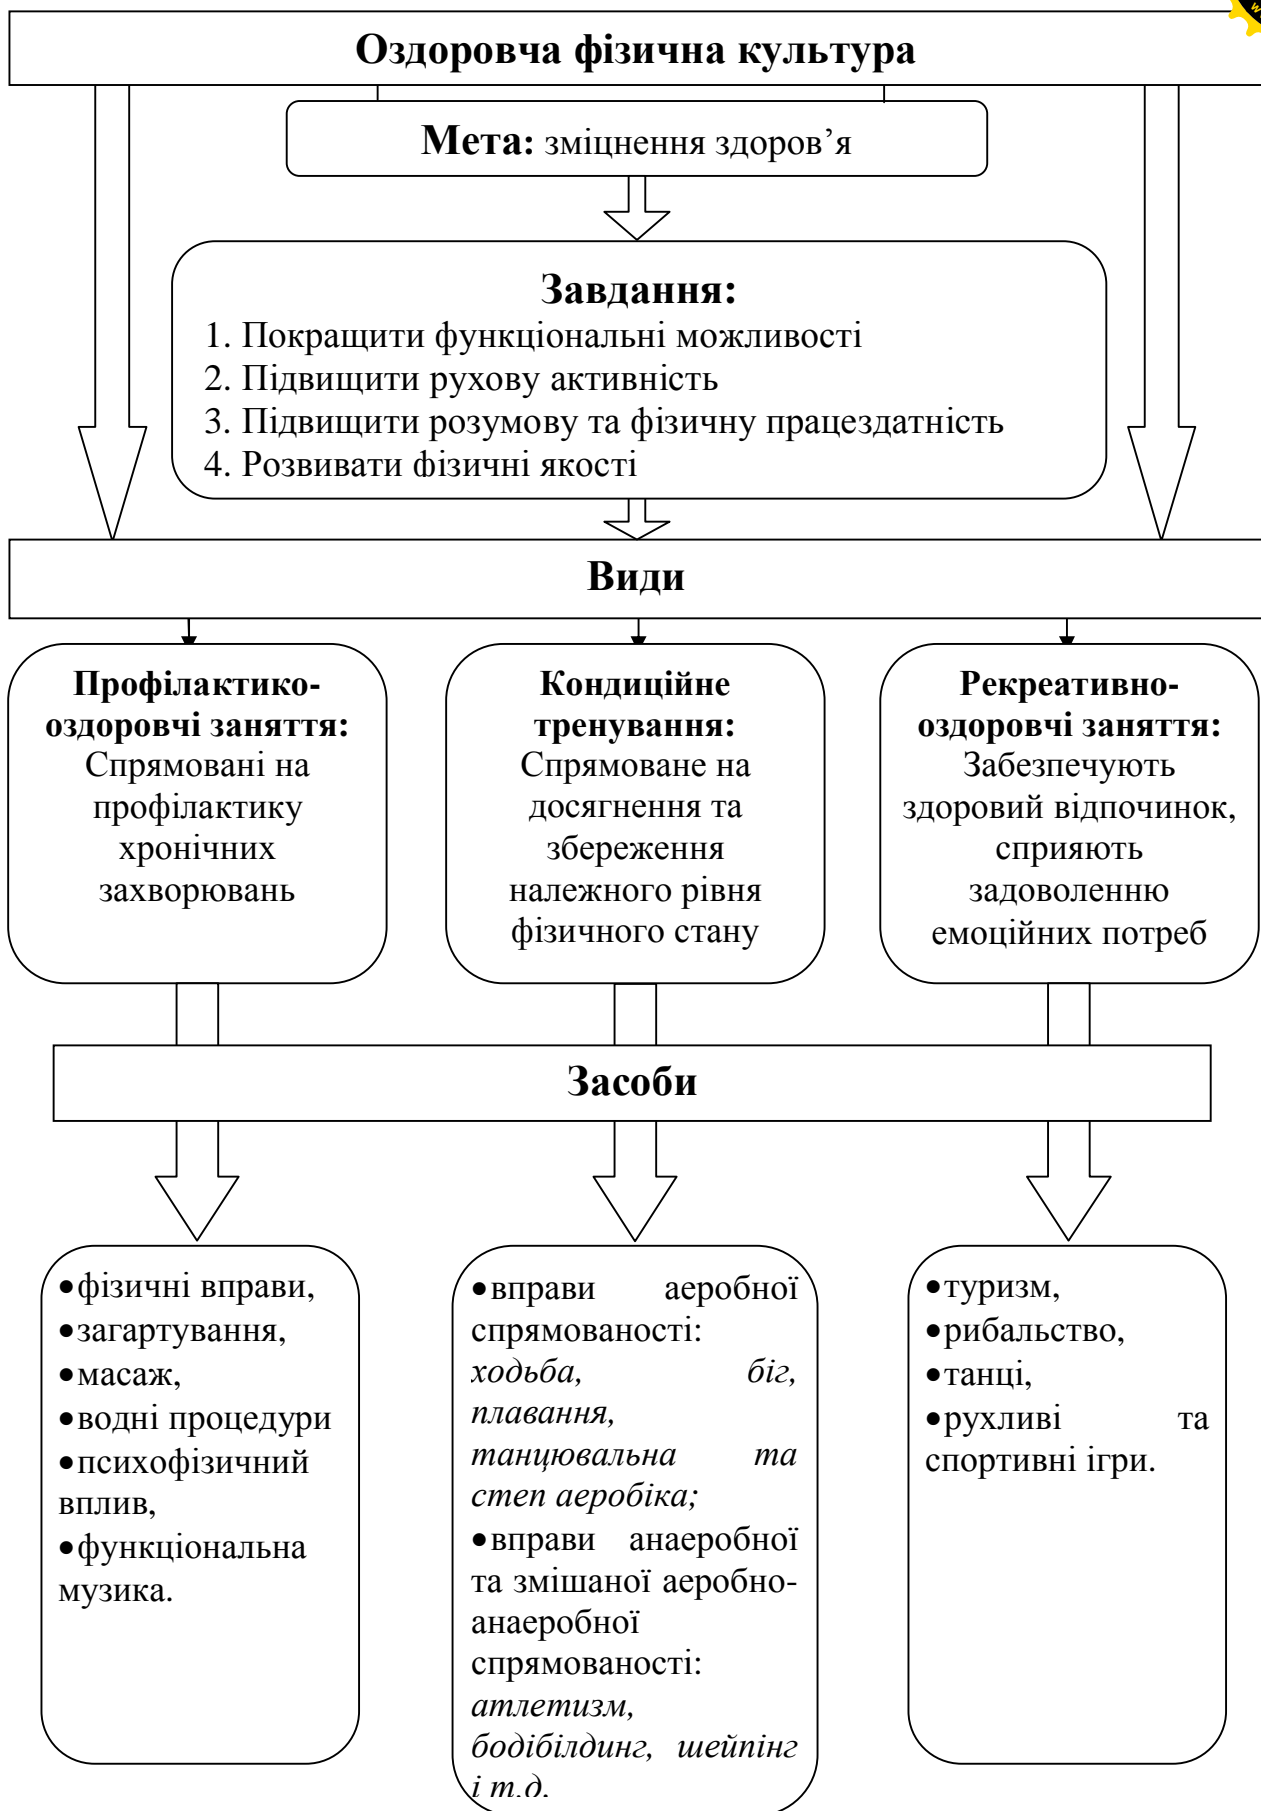 Оздоровча фізична культура
Мета: зміцнення здоров’я
Завдання:
1. Покращити функціональні можливості
2. Підвищити рухову активність
3. Підвищити розумову та фізичну працездатність
4. Розвивати фізичні якості
Види
Профілактико-
оздоровчі заняття:
Спрямовані на
профілактику
хронічних
захворювань
Кондиційне
тренування:
Спрямоване на
досягнення та
збереження
належного рівня
фізичного стану
Рекреативно-
оздоровчі заняття:
Забезпечують
здоровий відпочинок,
сприяють
задоволенню
емоційних потреб
Засоби
•фізичні вправи,
•загартування,
•масаж,
•водні процедури
•психофізичний
вплив,
•функціональна
музика.
•вправи аеробної
спрямованості:
ходьба, біг,
плавання,
танцювальна та
степ аеробіка;
•вправи анаеробної
та змішаної аеробно-
анаеробної
спрямованості:
атлетизм,
бодібілдинг, шейпінг
і т.д.
•туризм,
•рибальство,
•танці,
•рухливі та
спортивні ігри.